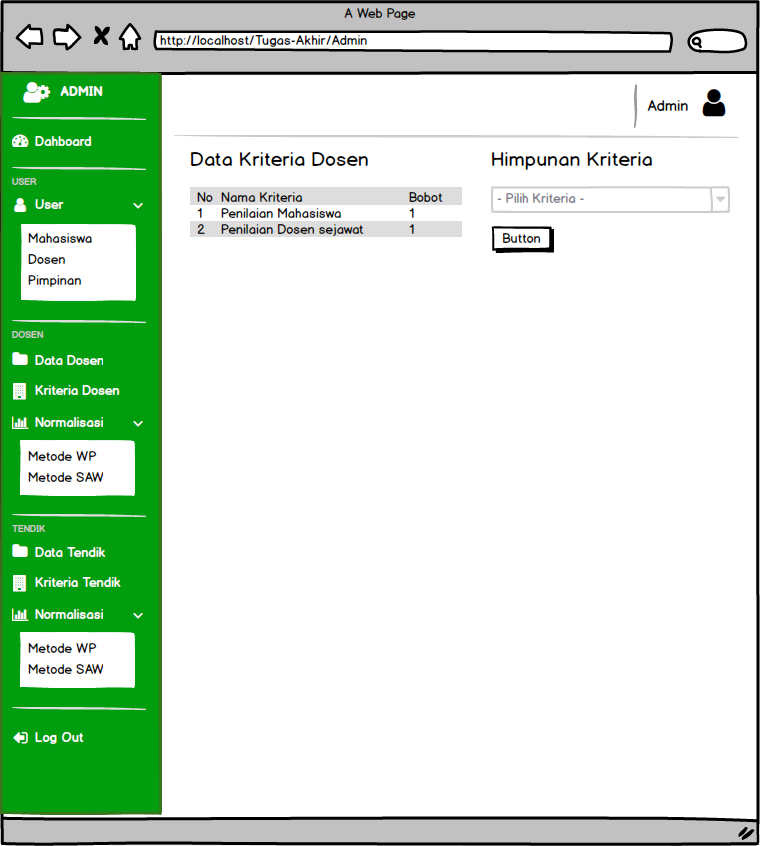 A Web Page
http://localhost/Tugas-Akhir/Admin
ADMIN
Dahboard
USER
User
Mahasiswa
Dosen
Pimpinan
DOSEN
Data Dosen
Kriteria Dosen
Normalisasi
Metode WP
Metode SAW
TENDIK
Data Tendik
Kriteria Tendik
Normalisasi
Metode WP
Metode SAW
Log Out
Admin
Data Kriteria Dosen
No Nama Kriteria Bobot
1 Penilaian Mahasiswa 1
2 Penilaian Dosen sejawat 1
Himpunan Kriteria
- Pilih Kriteria -
Button